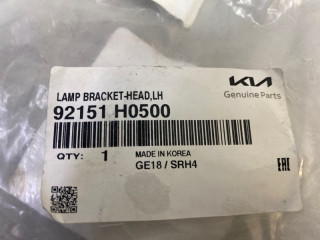 LAMP BRACKET-HEAD,LH
KIA
92151 H0500
Genuine Parts
QTY: 1
MADE IN KOREA
GE18 / SRH4
EAC